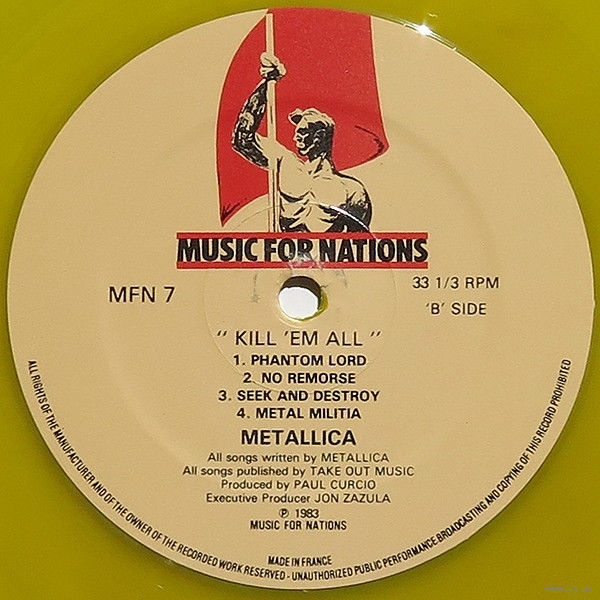 MUSIC FOR NATIONS
MFN 7
33 1/3 RPM
'B' SIDE
" KILL 'EM ALL "
1. PHANTOM LORD
2. NO REMORSE
3. SEEK AND DESTROY
4. METAL MILITIA
METALLICA
All songs written by METALLICA
All songs published by TAKE OUT MUSIC
Produced by PAUL CURCIO
Executive Producer JON ZAZULA
℗ 1983
MUSIC FOR NATIONS
MADE IN FRANCE
ALL RIGHTS OF THE MANUFACTURER AND OF THE OWNER OF THE RECORDED WORK RESERVED - UNAUTHORIZED PUBLIC PERFORMANCE BROADCASTING AND COPYING OF THIS RECORD PROHIBITED